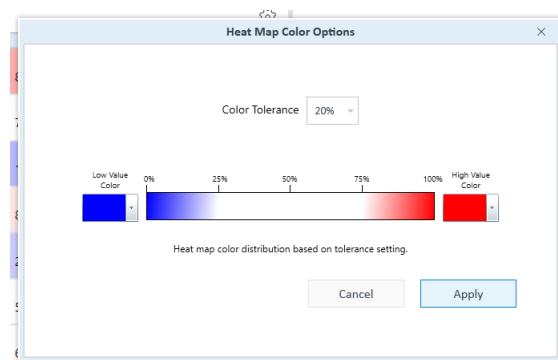 Heat Map Color Options
Color Tolerance 20%
Low Value
Color
0% 25% 50% 75% 100%
High Value
Color
Heat map color distribution based on tolerance setting.
Cancel Apply